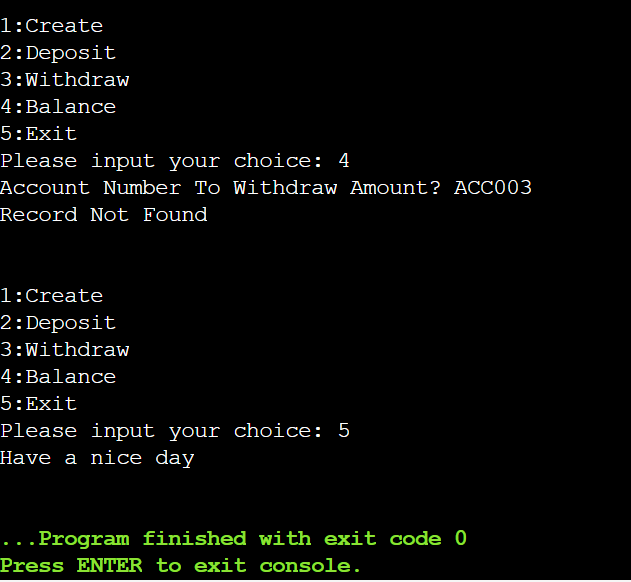 1:Create
2:Deposit
3:Withdraw
4:Balance
5:Exit
Please input your choice: 4
Account Number To Withdraw Amount? ACC003
Record Not Found
1:Create
2:Deposit
3:Withdraw
4:Balance
5:Exit
Please input your choice: 5
Have a nice day
...Program finished with exit code 0
Press ENTER to exit console.